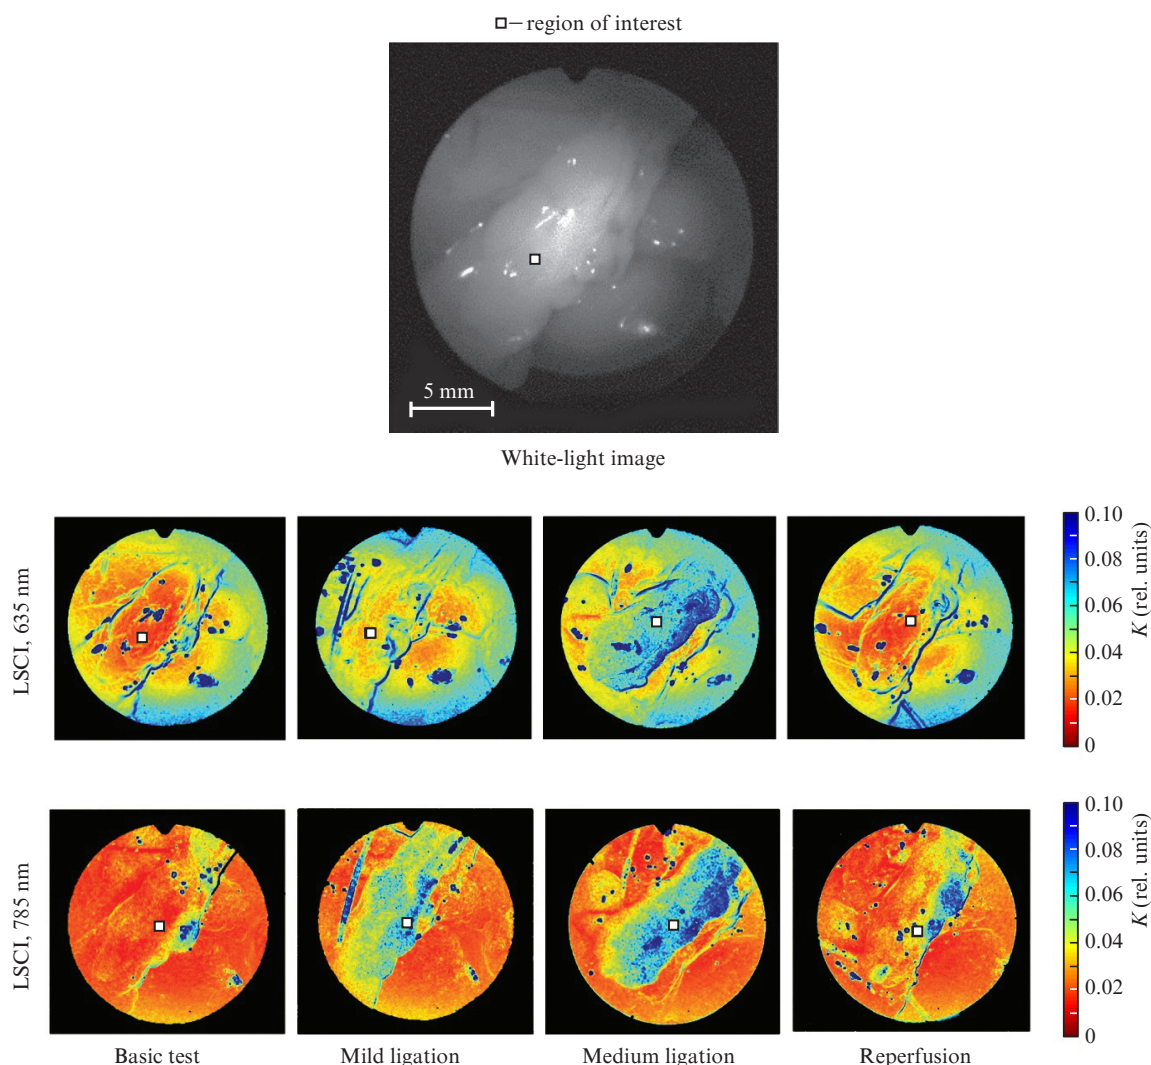 – region of interest
5 mm
White-light image
LSCI, 635 nm
0.10
0.08
0.06
0.04
0.02
0
K (rel. units)
LSCI, 785 nm
0.10
0.08
0.06
0.04
0.02
0
K (rel. units)
Basic test
Mild ligation
Medium ligation
Reperfusion